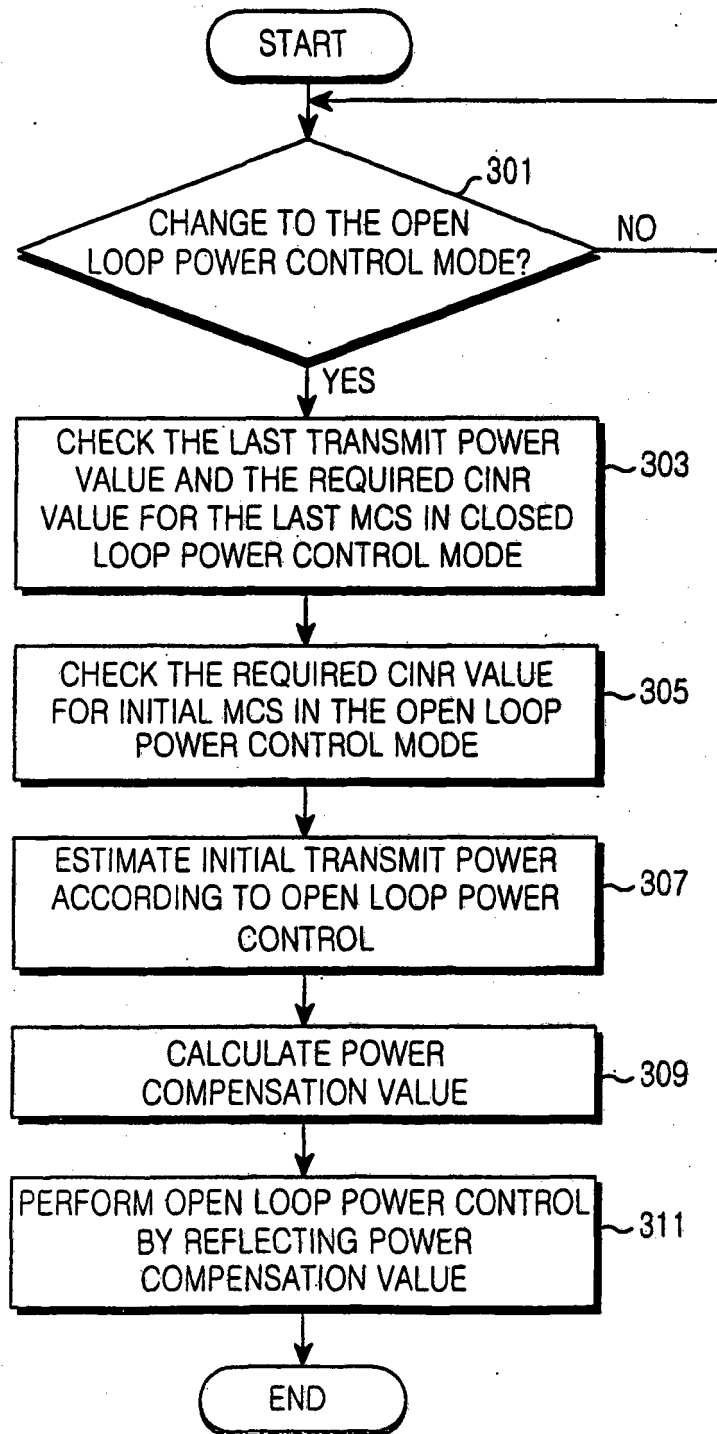 START
301
CHANGE TO THE OPEN
LOOP POWER CONTROL MODE?
NO
YES
CHECK THE LAST TRANSMIT POWER
VALUE AND THE REQUIRED CINR
VALUE FOR THE LAST MCS IN CLOSED
LOOP POWER CONTROL MODE
303
CHECK THE REQUIRED CINR VALUE
FOR INITIAL MCS IN THE OPEN LOOP
POWER CONTROL MODE
305
ESTIMATE INITIAL TRANSMIT POWER
ACCORDING TO OPEN LOOP POWER
CONTROL
307
CALCULATE POWER
COMPENSATION VALUE
309
PERFORM OPEN LOOP POWER CONTROL
BY REFLECTING POWER
COMPENSATION VALUE
311
END